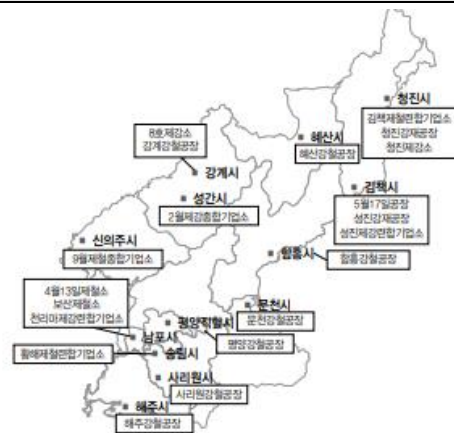 청진시
김책제철련합기업소
청진강재공장
청진제강소
8호제강소
강계강철공장
혜산시
혜산강철공장
강계시
김책시
성간시
5월17일공장
성진강재공장
성진제강련합기업소
2월제강종합기업소
신의주시
9월제철종합기업소
함흥시
함흥강철공장
4월13일제철소
보산제철소
천리마제강련합기업소
문천시
문천강철공장
평양직할시
평양강철공장
남포시
황해제철련합기업소
송림시
사리원시
사리원강철공장
해주시
해주강철공장